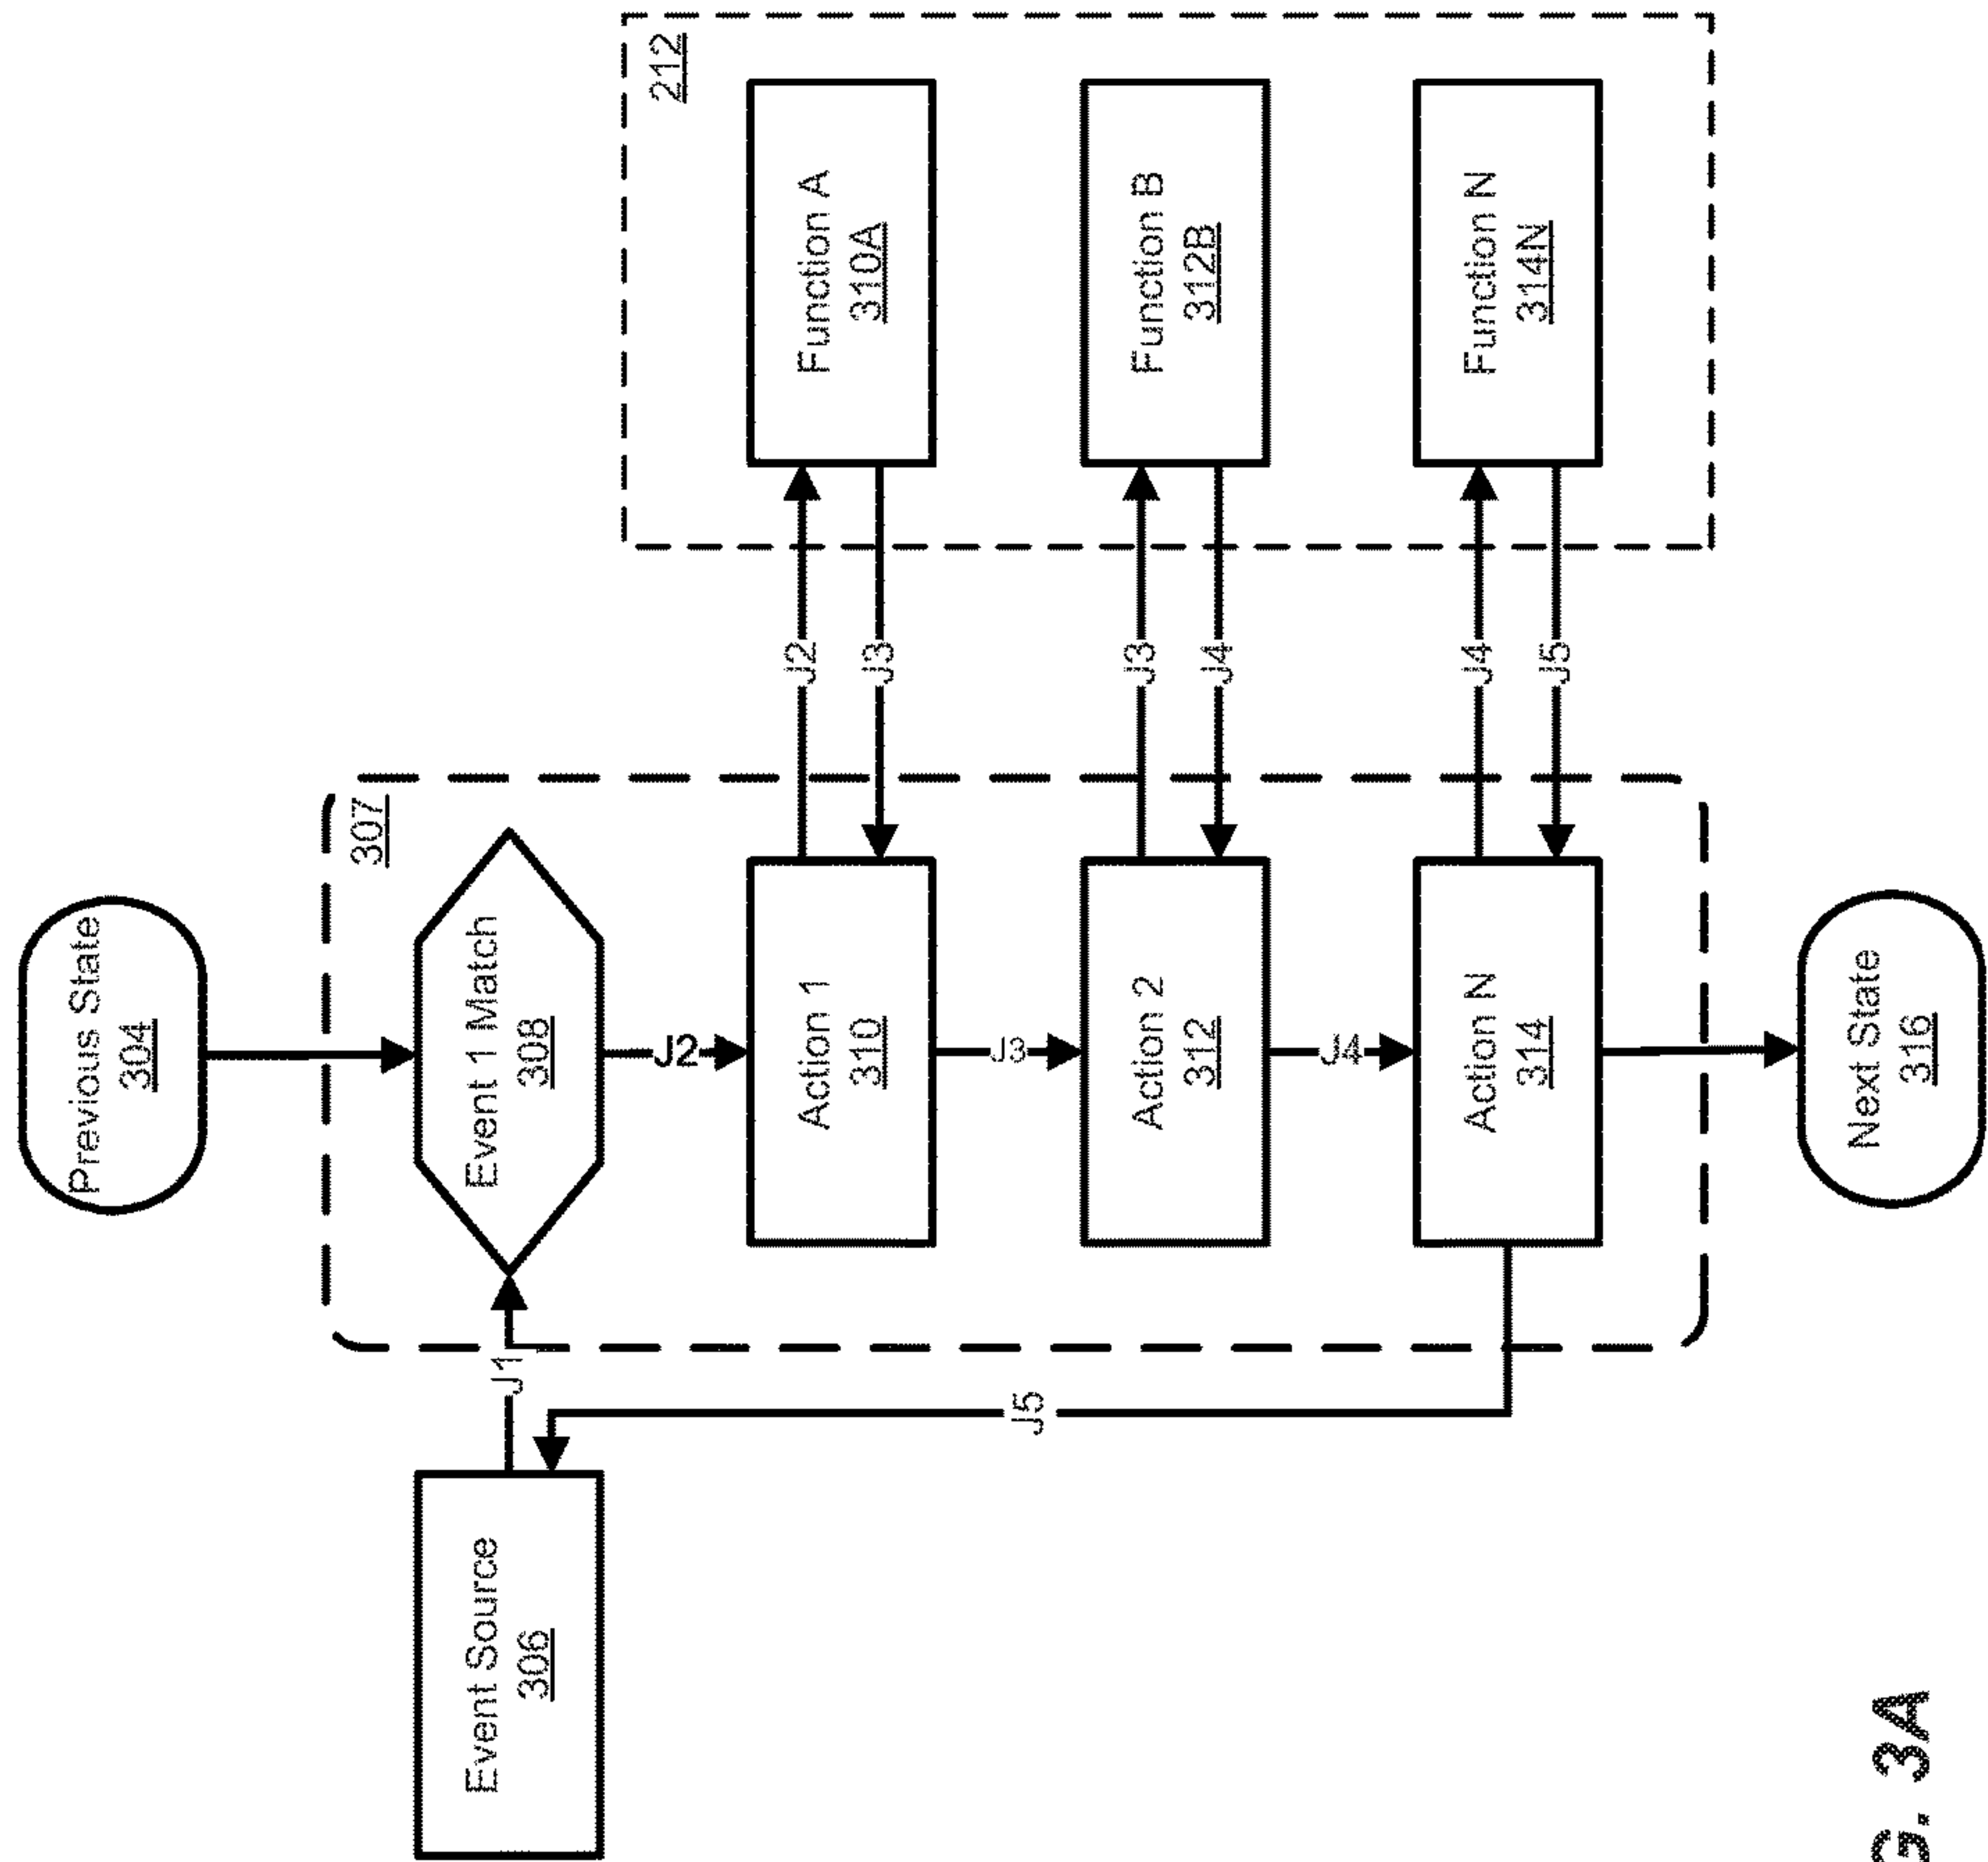 Previous State
304
307
Event Source
306
J1
Event 1 Match
308
J2
Action 1
310
J2
J3
212
Function A
310A
J3
Action 2
312
J3
J4
Function B
312B
J4
J5
Action N
314
J4
J5
Function N
314N
Next State
316
G. 3A